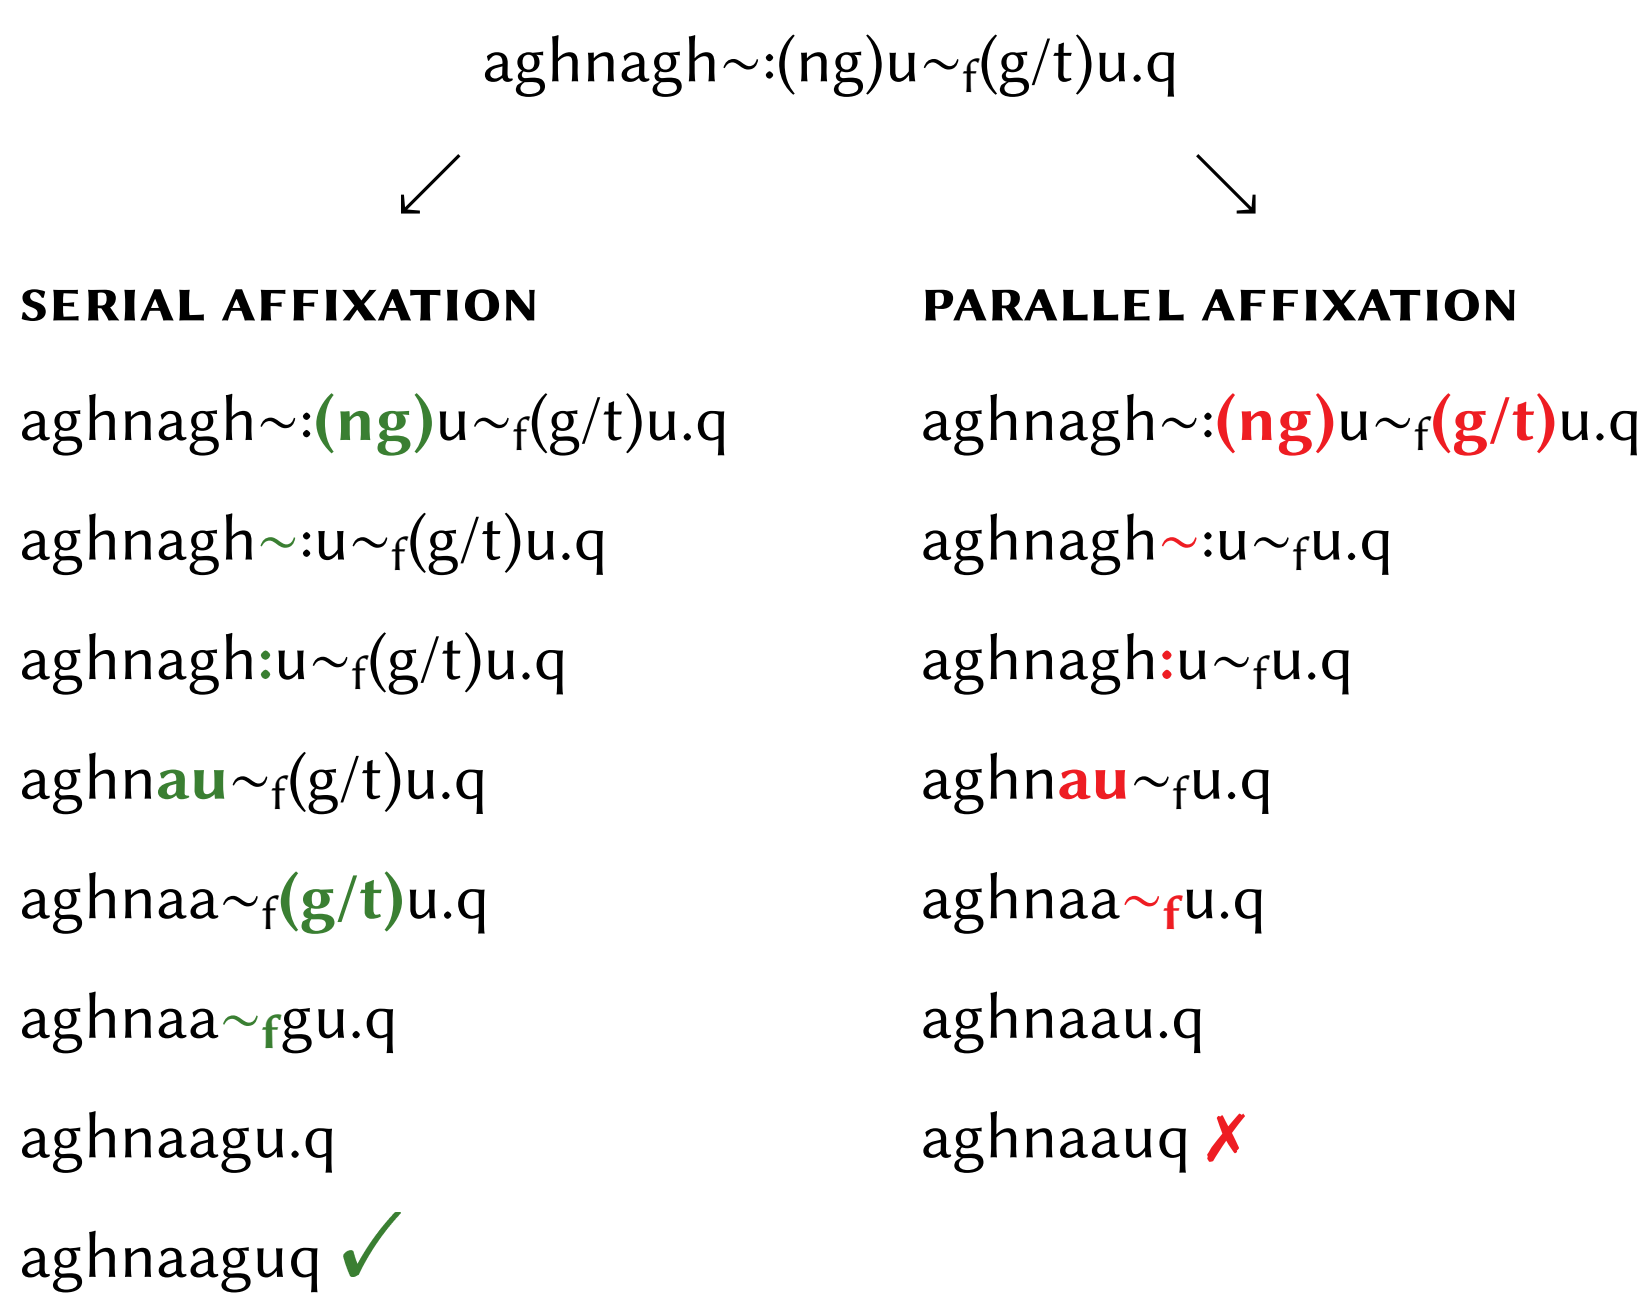 aghnagh~:(ng)u~f(g/t)u.q
↙ ↘
SERIAL AFFIXATION
aghnagh~:(ng)u~f(g/t)u.q
aghnagh~:u~f(g/t)u.q
aghnagh:u~f(g/t)u.q
aghnau~f(g/t)u.q
aghnaa~f(g/t)u.q
aghnaa~fgu.q
aghnaagu.q
aghnaaguq ✓
PARALLEL AFFIXATION
aghnagh~:(ng)u~f(g/t)u.q
aghnagh~:u~fu.q
aghnagh:u~fu.q
aghnau~fu.q
aghnaa~fu.q
aghnaau.q
aghnaauq ✗